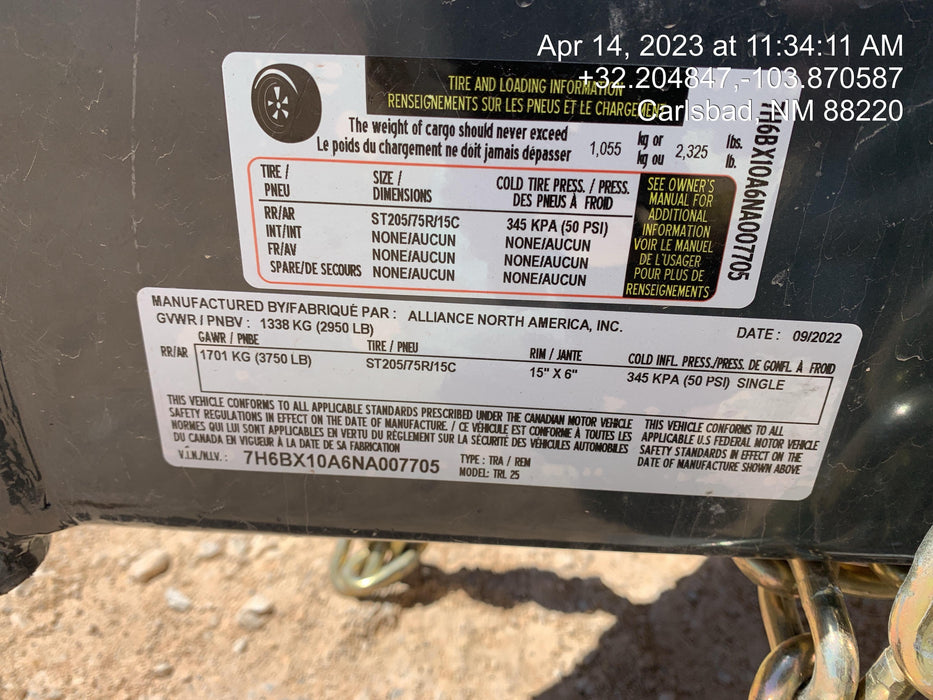 Apr 14, 2023 at 11:34:11 AM
+32.204847,-103.870587
Carlsbad, NM 88220
TIRE AND LOADING INFORMATION
RENSEIGNEMENTS SUR LES PNEUS ET LE CHARGEMENT
The weight of cargo should never exceed
Le poids du chargement ne doit jamais dépasser 1,055 kg or kg ou 2,325 lbs. lb.
TIRE / PNEU SIZE / DIMENSIONS COLD TIRE PRESS. / PRESS. DES PNEUS À FROID
RR/AR ST205/75R/15C 345 KPA (50 PSI)
INT/INT NONE/AUCUN NONE/AUCUN
FR/AV NONE/AUCUN NONE/AUCUN
SPARE/DE SECOURS NONE/AUCUN NONE/AUCUN
SEE OWNER'S
MANUAL FOR
ADDITIONAL
INFORMATION
VOIR LE MANUEL
DE L'USAGER
POUR PLUS DE
RENSEIGNEMENTS
7H6BX10A6NA007705
MANUFACTURED BY/FABRIQUÉ PAR : ALLIANCE NORTH AMERICA, INC. DATE : 09/2022
GVWR / PNBV : 1338 KG (2950 LB)
GAWR / PNBE TIRE / PNEU RIM / JANTE COLD INFL. PRESS./PRESS. DE GONFL. À FROID
RR/AR 1701 KG (3750 LB) ST205/75R/15C 15" X 6" 345 KPA (50 PSI) SINGLE
THIS VEHICLE CONFORMS TO ALL APPLICABLE STANDARDS PRESCRIBED UNDER THE CANADIAN MOTOR VEHICLE
SAFETY REGULATIONS IN EFFECT ON THE DATE OF MANUFACTURE. / CE VÉHICULE EST CONFORME À TOUTES LES
NORMES QUI LUI SONT APPLICABLES EN VERTU DU RÈGLEMENT SUR LA SÉCURITÉ DES VÉHICULES AUTOMOBILES
DU CANADA EN VIGUEUR À LA DATE DE SA FABRICATION
THIS VEHICLE CONFORMS TO ALL
APPLICABLE U.S FEDERAL MOTOR VEHICLE
SAFETY STANDARDS IN EFFECT ON THE
DATE OF MANUFACTURE SHOWN ABOVE
V.I.N./N.I.V. : 7H6BX10A6NA007705 TYPE : TRA / REM
MODEL: TRL 25